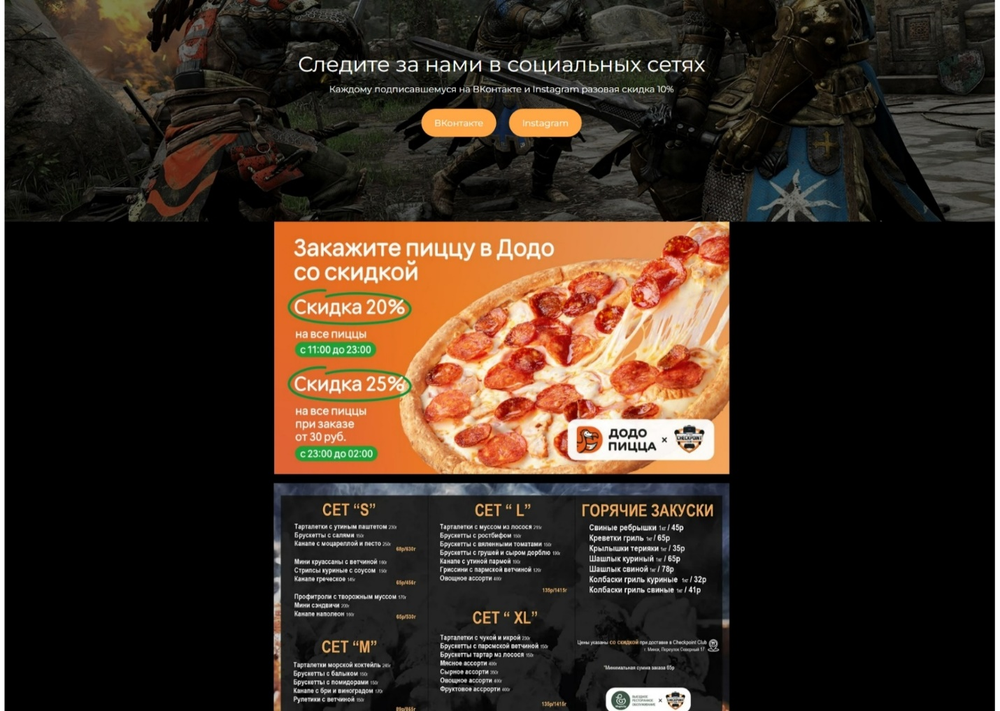 Следите за нами в социальных сетях
Каждому подписавшемуся на ВКонтакте и Instagram разовая скидка 10%
ВКонтакте
Instagram
Закажите пиццу в Додо
со скидкой
Скидка 20%
на все пиццы
с 11:00 до 23:00
Скидка 25%
на все пиццы
при заказе
от 30 руб.
с 23:00 до 02:00
ДОДО
ПИЦЦА
×
CHECKPOINT
СЕТ “S”
Тарталетки с утиным паштетом 230г
Брускетты с салями 150г
Канапе с моцареллой и песто 250г
68р/630г
Мини круассаны с ветчиной 160г
Стрипсы куриные с соусом 150г
Канапе греческое 145г
65р/456г
Профитроли с творожным муссом 170г
Мини сэндвичи 200г
Канапе наполеон 160г
65р/530г
СЕТ “М”
Тарталетки морской коктейль 245г
Брускетты с балыком 150г
Брускетты с помидорами 150г
Канапе с бри и виноградом 170г
Рулетики с ветчиной 150г
89р/865г
СЕТ “ L”
Тарталетки с муссом из лосося 215г
Брускетты с ростбифом 150г
Брускетты с вяленными томатами 150г
Брускетты с грушей и сыром дорблю 190г
Канапе с утиной пармой 190г
Гриссини с пармской ветчиной 120г
Овощное ассорти 400г
135р/1415г
СЕТ “ XL”
Тарталетки с чукой и икрой 230г
Брускетты с парсмской ветчиной 150г
Брускетты тартар мз лосося 150г
Мясное ассорти 400г
Сырное ассорти 350г
Овощное ассорти 400г
Фруктовое ассрорти 400г
135р/1415г
ГОРЯЧИЕ ЗАКУСКИ
Свиные ребрышки 1кг / 45р
Креветки гриль 1кг / 65р
Крылышки терияки 1кг / 35р
Шашлык куриный 1кг / 65р
Шашлык свиной 1кг / 78р
Колбаски гриль куриные 1кг / 32р
Колбаски гриль свиные 1кг / 41р
Цены указаны со скидкой при доставке в Checkpoint Club
г. Минск, Переулок Северный 17
*Минимальная сумма заказа 65р
ВЫЕЗДНОЕ
РЕСТОРАННОЕ
ОБСЛУЖИВАНИЕ
×
CHECKPOINT